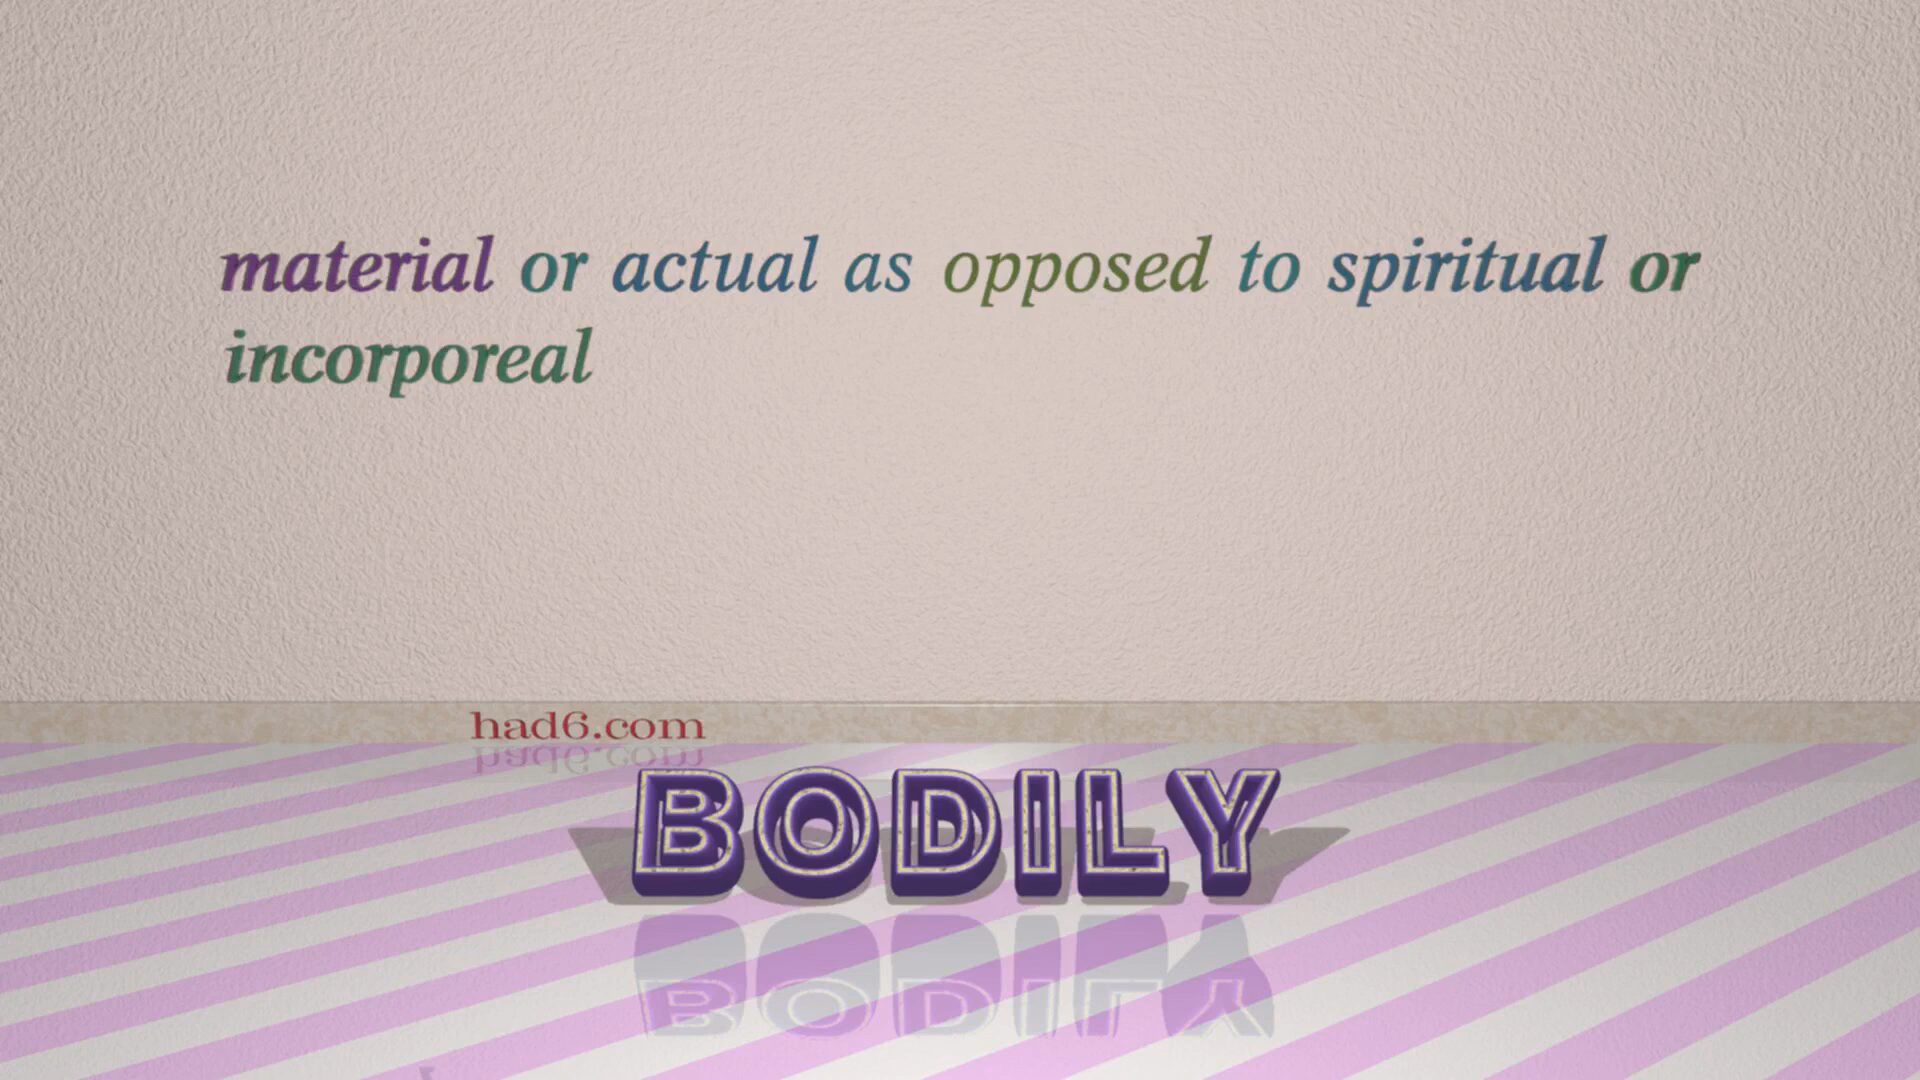 material or actual as opposed to spiritual or
incorporeal
had6.com
BODILY